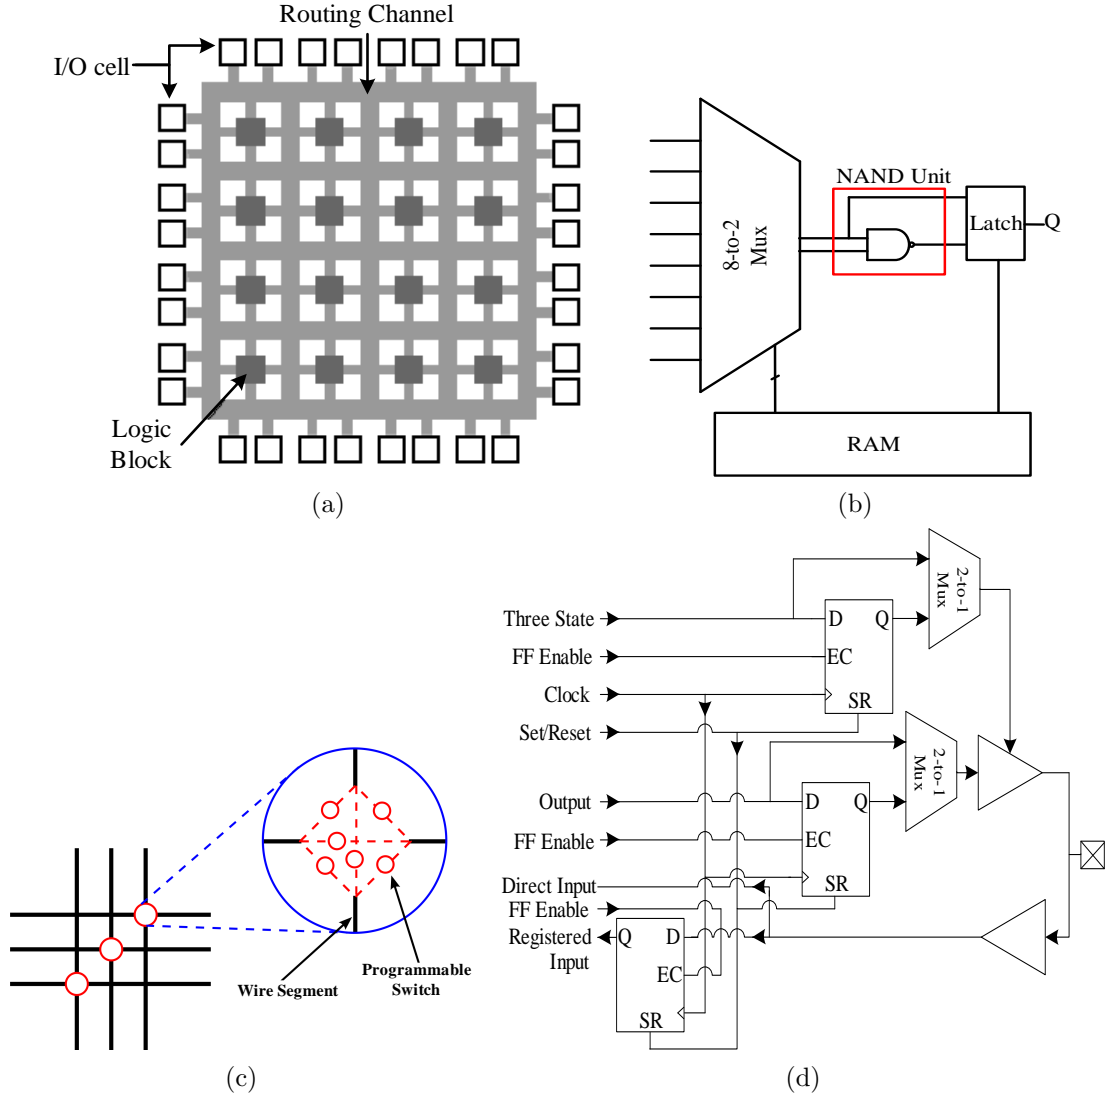 Routing Channel
I/O cell
Logic
Block
(a)
8-to-2
Mux
NAND Unit
Latch
Q
RAM
(b)
Wire Segment
Programmable
Switch
(c)
2-to-1
Mux
Three State
D
Q
FF Enable
EC
Clock
SR
Set/Reset
2-to-1
Mux
Output
D
Q
FF Enable
EC
Direct Input
SR
FF Enable
Registered
Input
Q
D
EC
SR
(d)